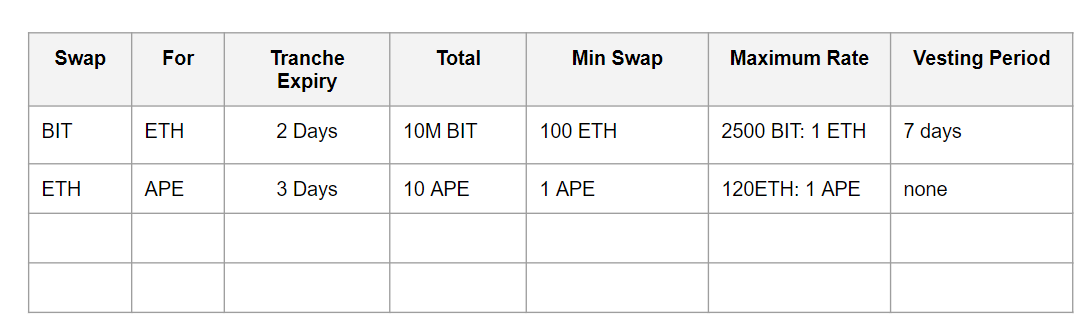 Swap For Tranche Expiry Total Min Swap Maximum Rate Vesting Period
BIT ETH 2 Days 10M BIT 100 ETH 2500 BIT: 1 ETH 7 days
ETH APE 3 Days 10 APE 1 APE 120ETH: 1 APE none